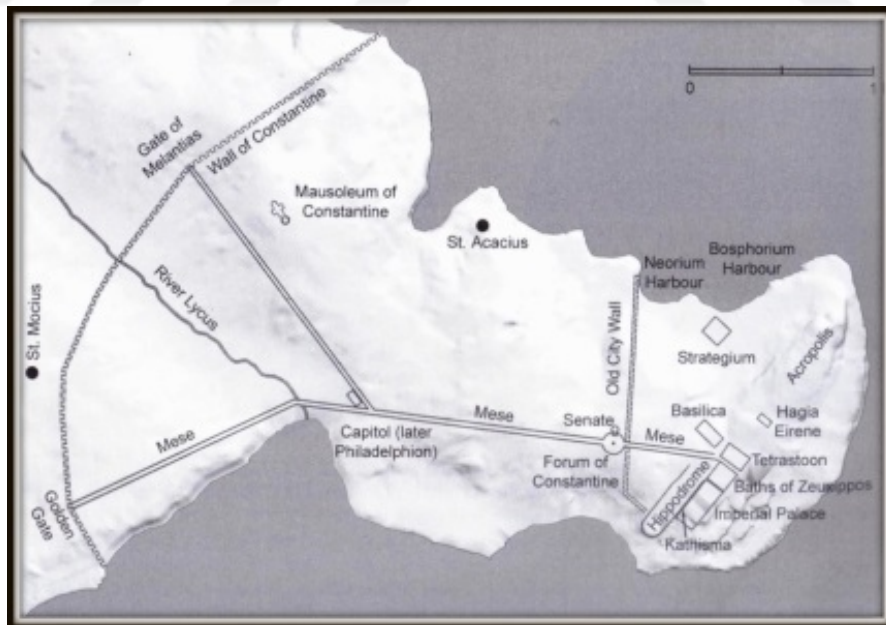 Gate of
Melantias
Wall of Constantine
0
1
Mausoleum of
Constantine
St. Acacius
Neorium
Harbour
Bosphorium
Harbour
River Lycus
St. Mocius
Old City Wall
Strategium
Acropolis
Mese
Capitol (later
Philadelphion)
Mese
Senate
Forum of
Constantine
Basilica
Mese
Hagia
Eirene
Tetrastoon
Hippodrome
Baths of Zeuxippos
Imperial Palace
Kathisma
Golden
Gate